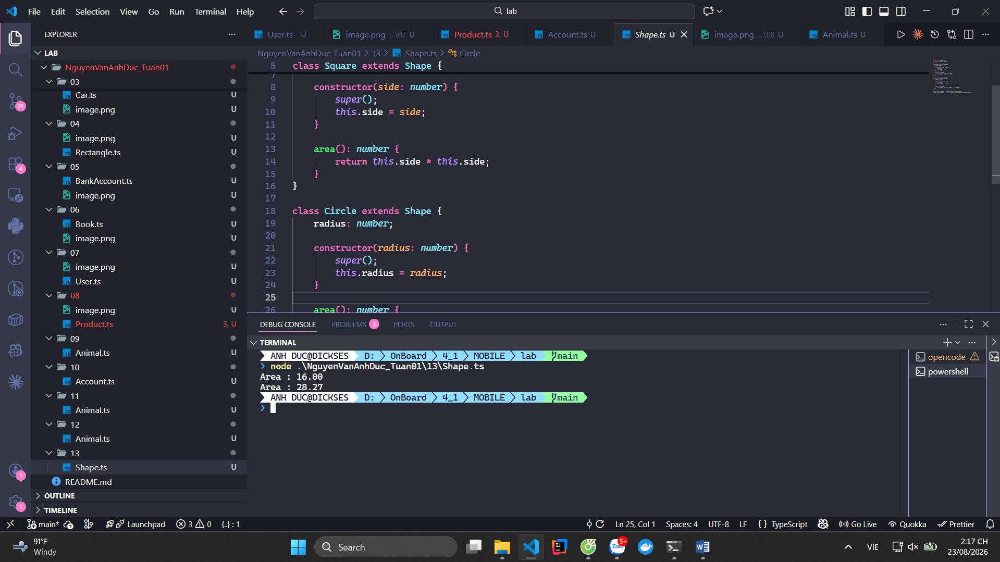 File Edit Selection View Go Run Terminal Help
lab
EXPLORER
LAB
NguyenVanAnhDuc_Tuan01
03
Car.ts U
image.png U
04
image.png U
Rectangle.ts U
05
BankAccount.ts U
image.png U
06
Book.ts U
image.png U
07
image.png U
User.ts U
08
image.png U
Product.ts 3, U
09
Animal.ts U
10
Account.ts U
11
Animal.ts U
12
Animal.ts U
13
Shape.ts U
README.md
OUTLINE
TIMELINE
21
4
1
1
User.ts U
image.png ...\07 U
Product.ts 3, U
Account.ts U
Shape.ts U
image.png ...\08 U
Animal.ts U
NguyenVanAnhDuc_Tuan01 > 13 > Shape.ts > Circle
5 class Square extends Shape {
7
8 constructor(side: number) {
9 super();
10 this.side = side;
11 }
12
13 area(): number {
14 return this.side * this.side;
15 }
16 }
17
18 class Circle extends Shape {
19 radius: number;
20
21 constructor(radius: number) {
22 super();
23 this.radius = radius;
24 }
25
26 area(): number {
DEBUG CONSOLE PROBLEMS 3 PORTS OUTPUT
TERMINAL
ANH DUC@DICKSES D: OnBoard 4_1 MOBILE lab main
❯ node .\NguyenVanAnhDuc_Tuan01\13\Shape.ts
Area : 16.00
Area : 28.27
ANH DUC@DICKSES D: OnBoard 4_1 MOBILE lab main
❯
opencode
powershell
main* Launchpad 3 0 {..} : 1
Ln 25, Col 1 Spaces: 4 UTF-8 LF {} TypeScript Go Live Quokka Prettier
91°F
Windy
Search
Zalo 5+
VIE
2:17 CH
23/08/2026